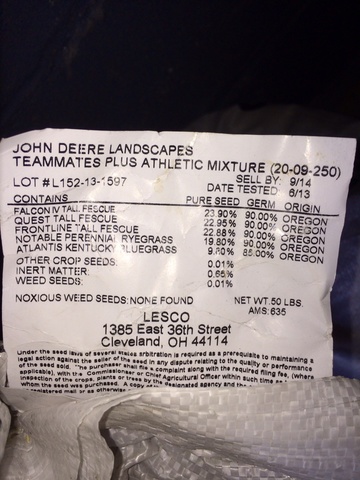 JOHN DEERE LANDSCAPES
TEAMMATES PLUS ATHLETIC MIXTURE (20-09-250)
LOT #L152-13-1597 SELL BY: 9/14
DATE TESTED: 6/13
CONTAINS PURE SEED GERM ORIGIN
FALCON IV TALL FESCUE 23.90% 90.00% OREGON
QUEST TALL FESCUE 22.95% 90.00% OREGON
FRONTLINE TALL FESCUE 22.88% 90.00% OREGON
NOTABLE PERENNIAL RYEGRASS 19.80% 90.00% OREGON
ATLANTIS KENTUCKY BLUEGRASS 9.80% 85.00% OREGON
OTHER CROP SEEDS: 0.01%
INERT MATTER: 0.65%
WEED SEEDS: 0.01%
NOXIOUS WEED SEEDS: NONE FOUND NET WT. 50 LBS.
AMS: 635
LESCO
1385 East 36th Street
Cleveland, OH 44114
Under the seed laws of several states arbitration is required as a prerequisite to maintaining a
legal action against the seller of the seed in any dispute relating to the quality or performance
of the seed sold. The purchaser shall file a complaint along with the required filing fee, (where
applicable), with the Commissioner or Chief Agricultural Officer within such time as
inspection of the crops, plants or trees by the
whom the seed was purchased. A copy designated agency and the
registered mail or as otherwise